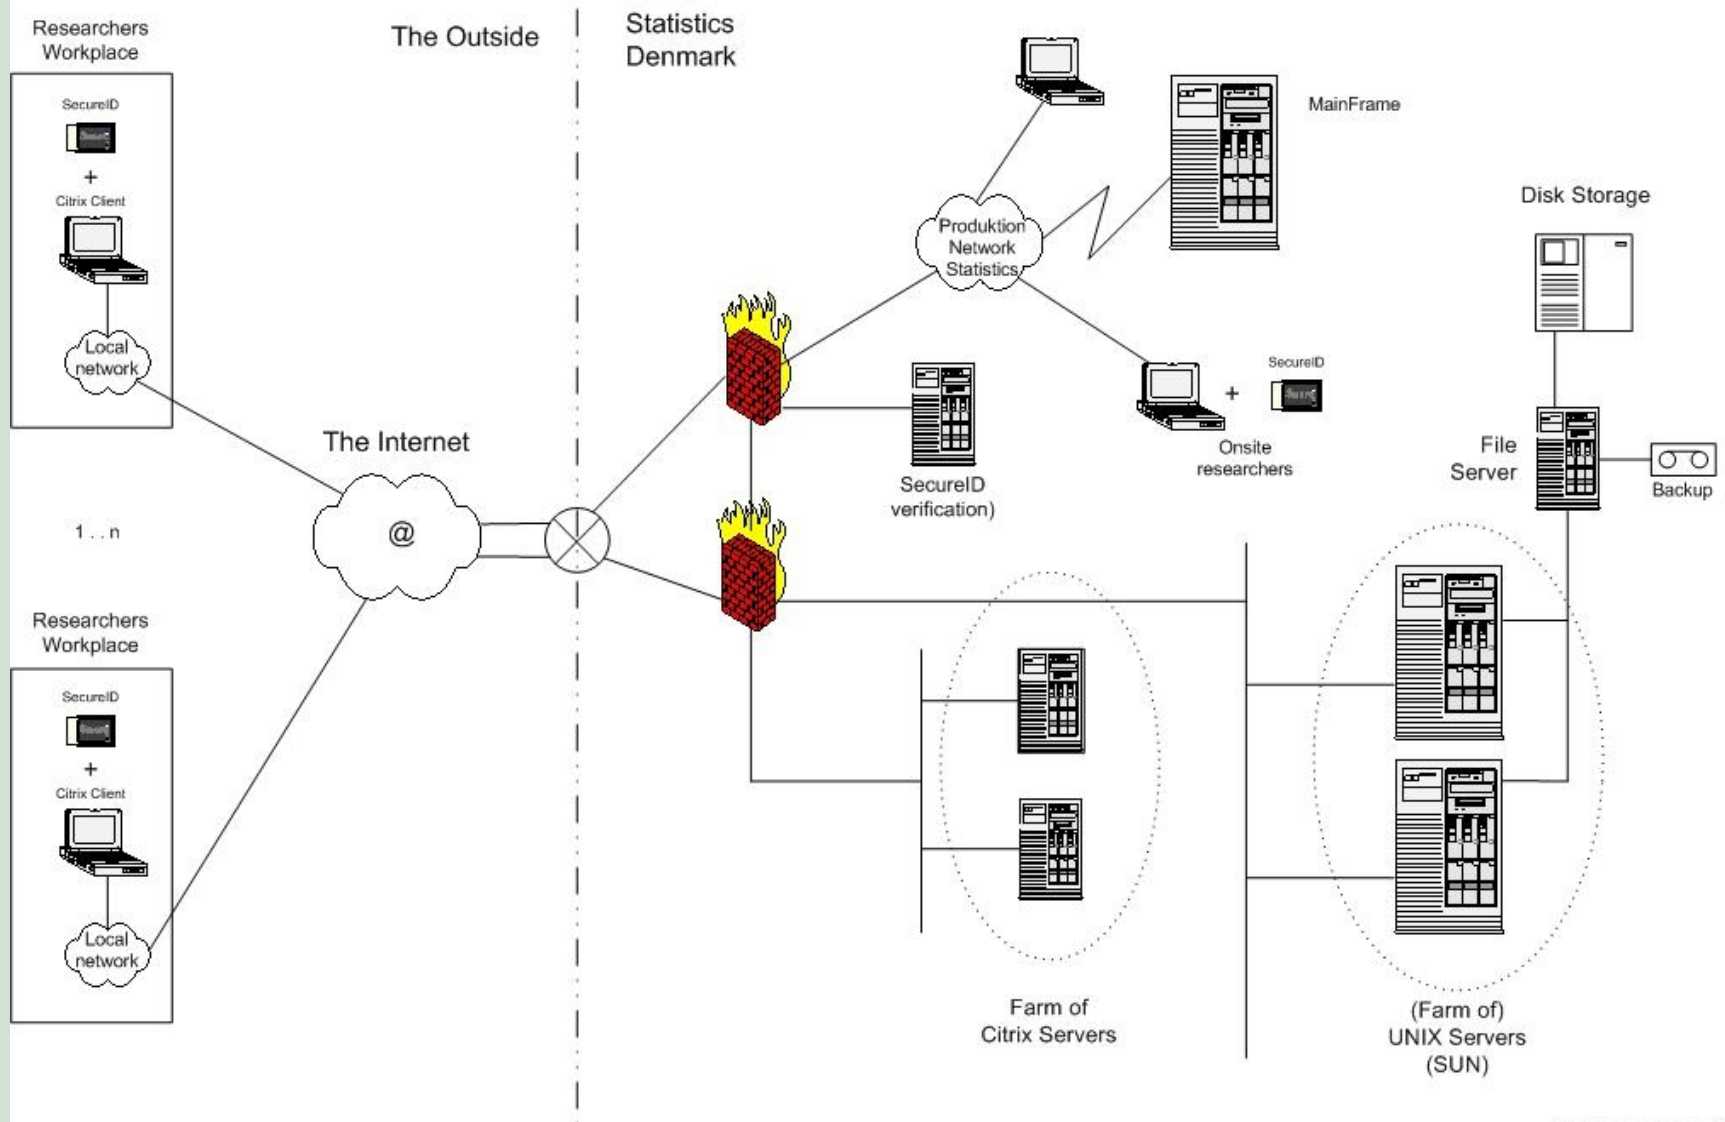 Researchers
Workplace
SecureID
+
Citrix Client
Local
network
1 . . n
Researchers
Workplace
SecureID
+
Citrix Client
Local
network
The Outside
The Internet
@
Statistics
Denmark
MainFrame
Produktion
Network
Statistics
SecureID
+
Onsite
researchers
SecureID
verification)
Disk Storage
File
Server
Backup
Farm of
Citrix Servers
(Farm of)
UNIX Servers
(SUN)